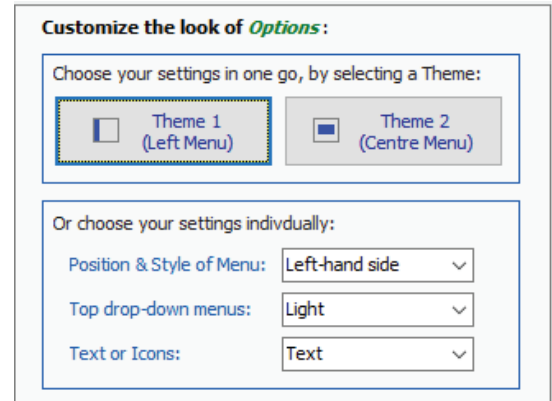 Customize the look of Options:
Choose your settings in one go, by selecting a Theme:
Theme 1
(Left Menu)
Theme 2
(Centre Menu)
Or choose your settings indivdually:
Position & Style of Menu: Left-hand side
Top drop-down menus: Light
Text or Icons: Text